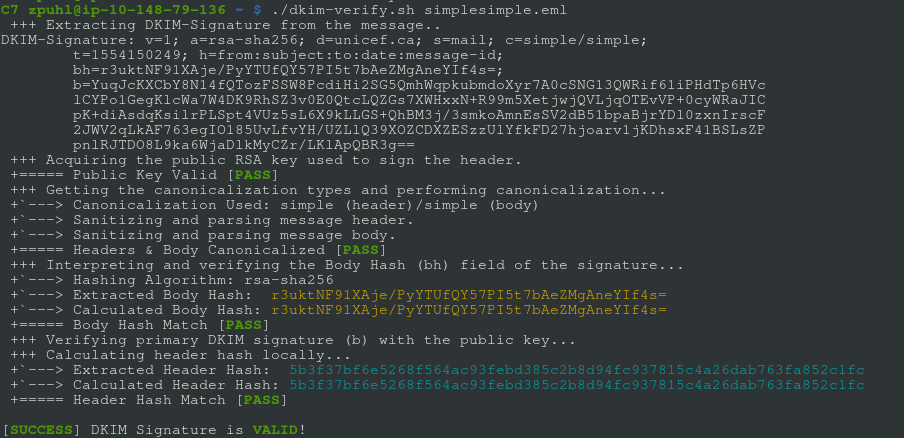 C7 zpuhl@ip-10-148-79-136 ~ $ ./dkim-verify.sh simplesimple.eml
+++ Extracting DKIM-Signature from the message..
DKIM-Signature: v=1; a=rsa-sha256; d=unicef.ca; s=mail; c=simple/simple;
t=1554150249; h=from:subject:to:date:message-id;
bh=r3uktNF91XAje/PyYTUfQY57PI5t7bAeZMgAneYIf4s=;
b=YuqJcKXCbY8N14fQTozFSSW8PcdiHi2SG5QmhWqpkubmdoXyr7A0cSNG13QWRif61iPHdTp6HVc
lCYPo1GegKlcWa7W4DK9RhSZ3v0E0QtcLQZGs7XWHxxN+R99m5XetjwjQVLjqOTEvVP+0cyWRaJIC
pK+diAsdqKsilrPLSpt4VUz5sL6X9kLLGS+QhBM3j/3smkoAmnEsSV2dB51bpaBjrYDl0zxnIrscF
2JWV2qLkAF763egIO185UvLfvYH/UZLlQ39XOZCDXZESzzUlYfkFD27hjoarv1jKDhsxF41BSLsZP
pnlRJTDO8L9ka6WjaDlkMyCZr/LKlApQBR3g==
+++ Acquiring the public RSA key used to sign the header.
+===== Public Key Valid [PASS]
+++ Getting the canonicalization types and performing canonicalization...
+`---> Canonicalization Used: simple (header)/simple (body)
+`---> Sanitizing and parsing message header.
+`---> Sanitizing and parsing message body.
+===== Headers & Body Canonicalized [PASS]
+++ Interpreting and verifying the Body Hash (bh) field of the signature...
+`---> Hashing Algorithm: rsa-sha256
+`---> Extracted Body Hash:  r3uktNF91XAje/PyYTUfQY57PI5t7bAeZMgAneYIf4s=
+`---> Calculated Body Hash: r3uktNF91XAje/PyYTUfQY57PI5t7bAeZMgAneYIf4s=
+===== Body Hash Match [PASS]
+++ Verifying primary DKIM signature (b) with the public key...
+++ Calculating header hash locally...
+`---> Extracted Header Hash:  5b3f37bf6e5268f564ac93febd385c2b8d94fc937815c4a26dab763fa852c1fc
+`---> Calculated Header Hash: 5b3f37bf6e5268f564ac93febd385c2b8d94fc937815c4a26dab763fa852c1fc
+===== Header Hash Match [PASS]
[SUCCESS] DKIM Signature is VALID!